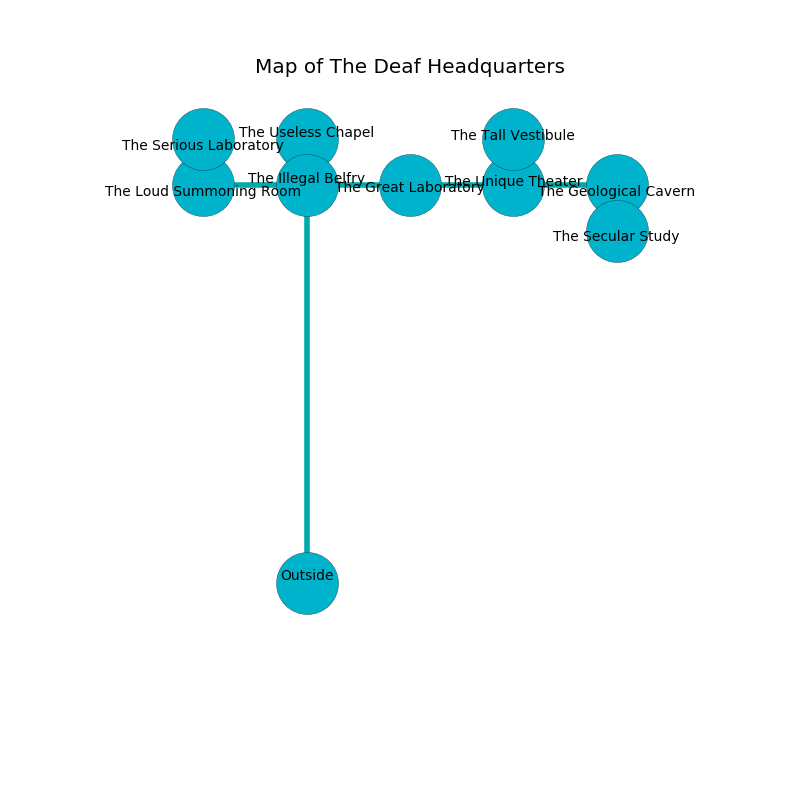 Map of The Deaf Headquarters
The Useless Chapel
The Tall Vestibule
The Serious Laboratory
The Illegal Belfry
The Unique Theater
The Great Laboratory
The Loud Summoning Room
The Geological Cavern
The Secular Study
Outside